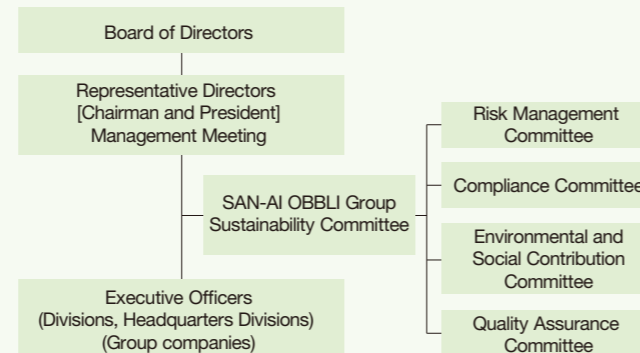 Board of Directors
Representative Directors
[Chairman and President]
Management Meeting
SAN-AI OBBLI Group
Sustainability Committee
Risk Management
Committee
Compliance Committee
Environmental and
Social Contribution
Committee
Quality Assurance
Committee
Executive Officers
(Divisions, Headquarters Divisions)
(Group companies)